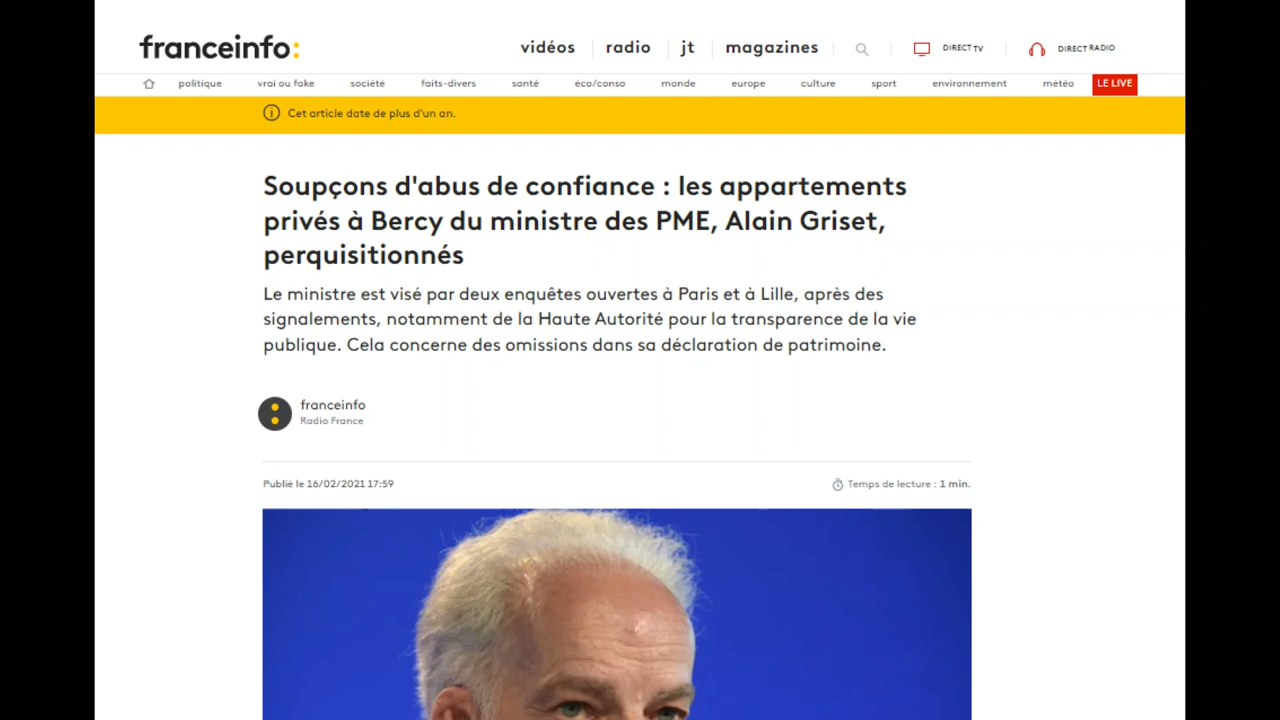 franceinfo:
vidéos radio jt magazines DIRECT TV DIRECT RADIO
politique vrai ou fake société faits-divers santé éco/conso monde europe culture sport environnement météo LE LIVE
Cet article date de plus d'un an.
Soupçons d'abus de confiance : les appartements
privés à Bercy du ministre des PME, Alain Griset,
perquisitionnés
Le ministre est visé par deux enquêtes ouvertes à Paris et à Lille, après des
signalements, notamment de la Haute Autorité pour la transparence de la vie
publique. Cela concerne des omissions dans sa déclaration de patrimoine.
franceinfo
Radio France
Publié le 16/02/2021 17:59 Temps de lecture : 1 min.